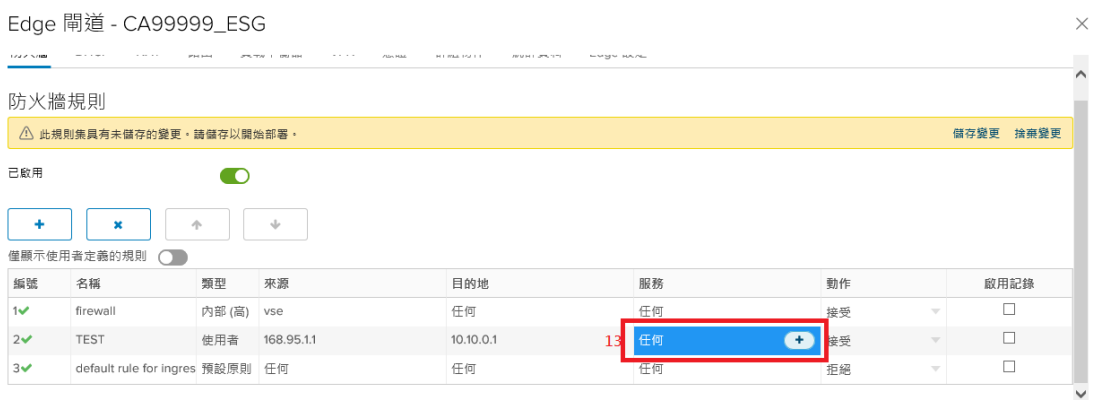 Edge 閘道 - CA99999_ESG
防火牆規則
此規則集具有未儲存的變更。請儲存以開始部署。 儲存變更 捨棄變更
已啟用
僅顯示使用者定義的規則
編號 名稱 類型 來源 目的地 服務 動作 啟用記錄
1 firewall 內部 (高) vse 任何 任何 接受
2 TEST 使用者 168.95.1.1 10.10.0.1 13 任何 接受
3 default rule for ingres 預設原則 任何 任何 任何 拒絕